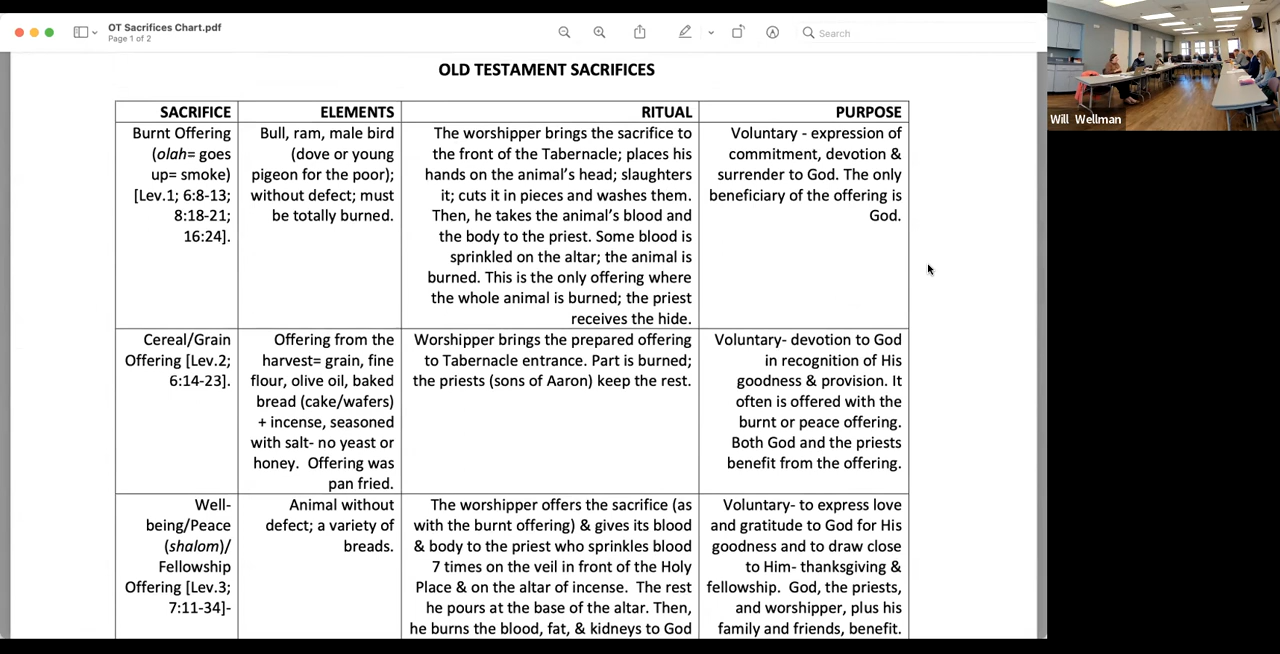 OT Sacrifices Chart.pdf
Page 1 of 2
Search
Will Wellman
OLD TESTAMENT SACRIFICES
SACRIFICE
ELEMENTS
RITUAL
PURPOSE
Burnt Offering
(olah= goes
up= smoke)
[Lev.1; 6:8-13;
8:18-21;
16:24].
Bull, ram, male bird
(dove or young
pigeon for the poor);
without defect; must
be totally burned.
The worshipper brings the sacrifice to
the front of the Tabernacle; places his
hands on the animal's head; slaughters
it; cuts it in pieces and washes them.
Then, he takes the animal's blood and
the body to the priest. Some blood is
sprinkled on the altar; the animal is
burned. This is the only offering where
the whole animal is burned; the priest
receives the hide.
Voluntary - expression of
commitment, devotion &
surrender to God. The only
beneficiary of the offering is
God.
Cereal/Grain
Offering [Lev.2;
6:14-23].
Offering from the
harvest= grain, fine
flour, olive oil, baked
bread (cake/wafers)
+ incense, seasoned
with salt- no yeast or
honey.  Offering was
pan fried.
Worshipper brings the prepared offering
to Tabernacle entrance. Part is burned;
the priests (sons of Aaron) keep the rest.
Voluntary- devotion to God
in recognition of His
goodness & provision. It
often is offered with the
burnt or peace offering.
Both God and the priests
benefit from the offering.
Well-
being/Peace
(shalom)/
Fellowship
Offering [Lev.3;
7:11-34]-
Animal without
defect; a variety of
breads.
The worshipper offers the sacrifice (as
with the burnt offering) & gives its blood
& body to the priest who sprinkles blood
7 times on the veil in front of the Holy
Place & on the altar of incense.  The rest
he pours at the base of the altar. Then,
he burns the blood, fat, & kidneys to God
Voluntary- to express love
and gratitude to God for His
goodness and to draw close
to Him- thanksgiving &
fellowship.  God, the priests,
and worshipper, plus his
family and friends, benefit.